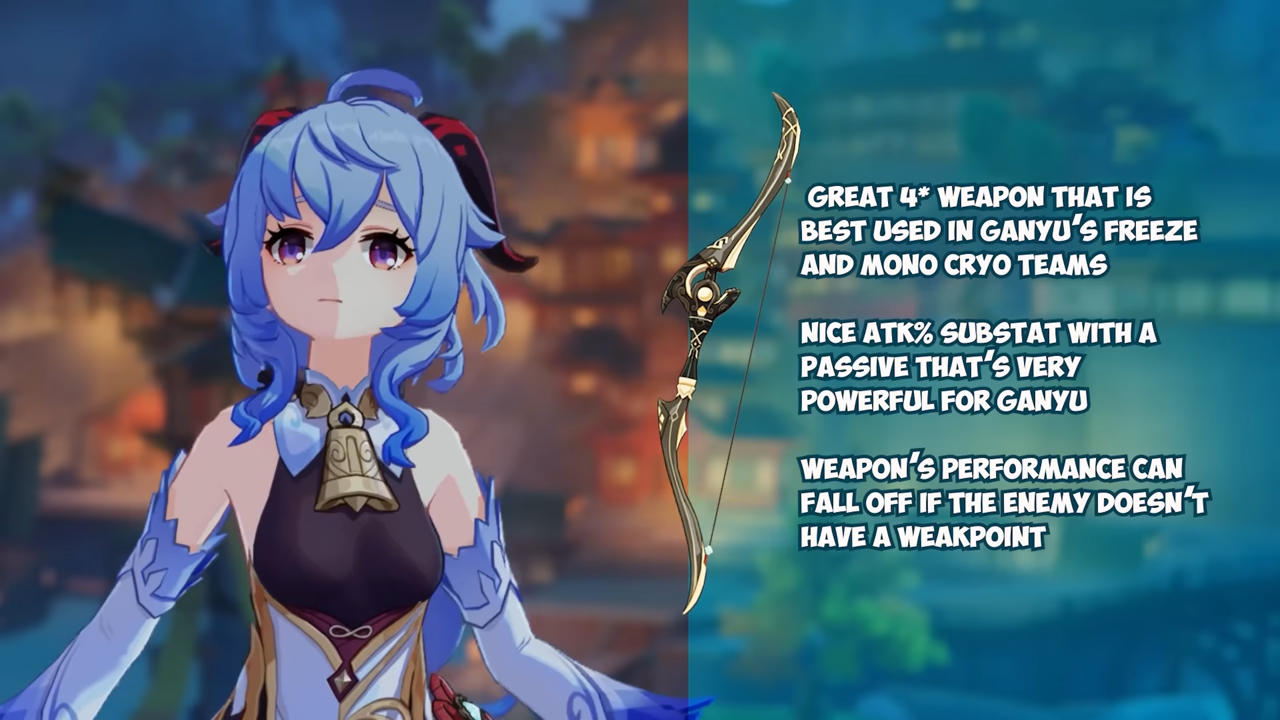 GREAT 4* WEAPON THAT IS
BEST USED IN GANYU'S FREEZE
AND MONO CRYO TEAMS
NICE ATK% SUBSTAT WITH A
PASSIVE THAT'S VERY
POWERFUL FOR GANYU
WEAPON'S PERFORMANCE CAN
FALL OFF IF THE ENEMY DOESN'T
HAVE A WEAKPOINT